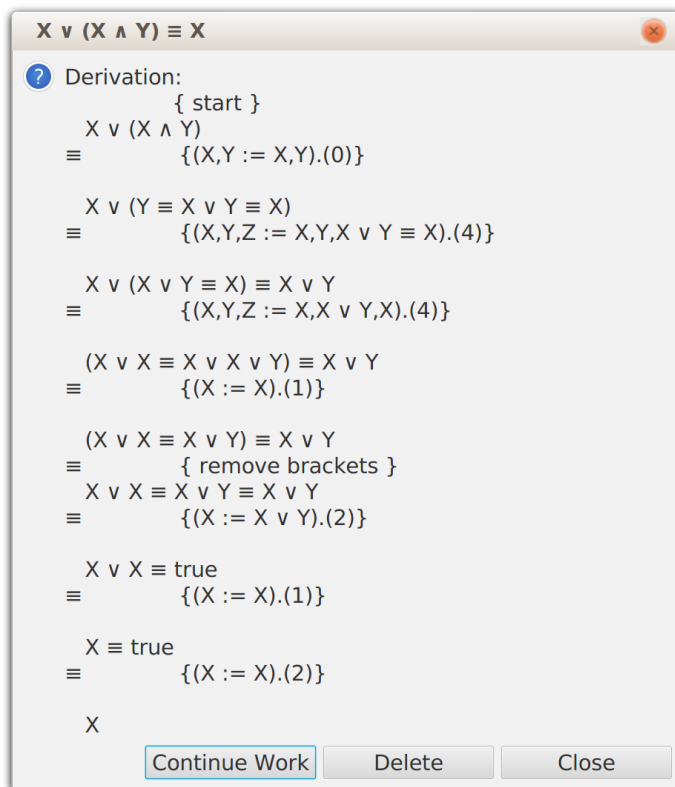 X ∨ (X ∧ Y) ≡ X
Derivation:
{ start }
X ∨ (X ∧ Y)
≡ {(X,Y := X,Y).(0)}
X ∨ (Y ≡ X ∨ Y ≡ X)
≡ {(X,Y,Z := X,Y,X ∨ Y ≡ X).(4)}
X ∨ (X ∨ Y ≡ X) ≡ X ∨ Y
≡ {(X,Y,Z := X,X ∨ Y,X).(4)}
(X ∨ X ≡ X ∨ X ∨ Y) ≡ X ∨ Y
≡ {(X := X).(1)}
(X ∨ X ≡ X ∨ Y) ≡ X ∨ Y
≡ { remove brackets }
X ∨ X ≡ X ∨ Y ≡ X ∨ Y
≡ {(X := X ∨ Y).(2)}
X ∨ X ≡ true
≡ {(X := X).(1)}
X ≡ true
≡ {(X := X).(2)}
X
Continue Work Delete Close